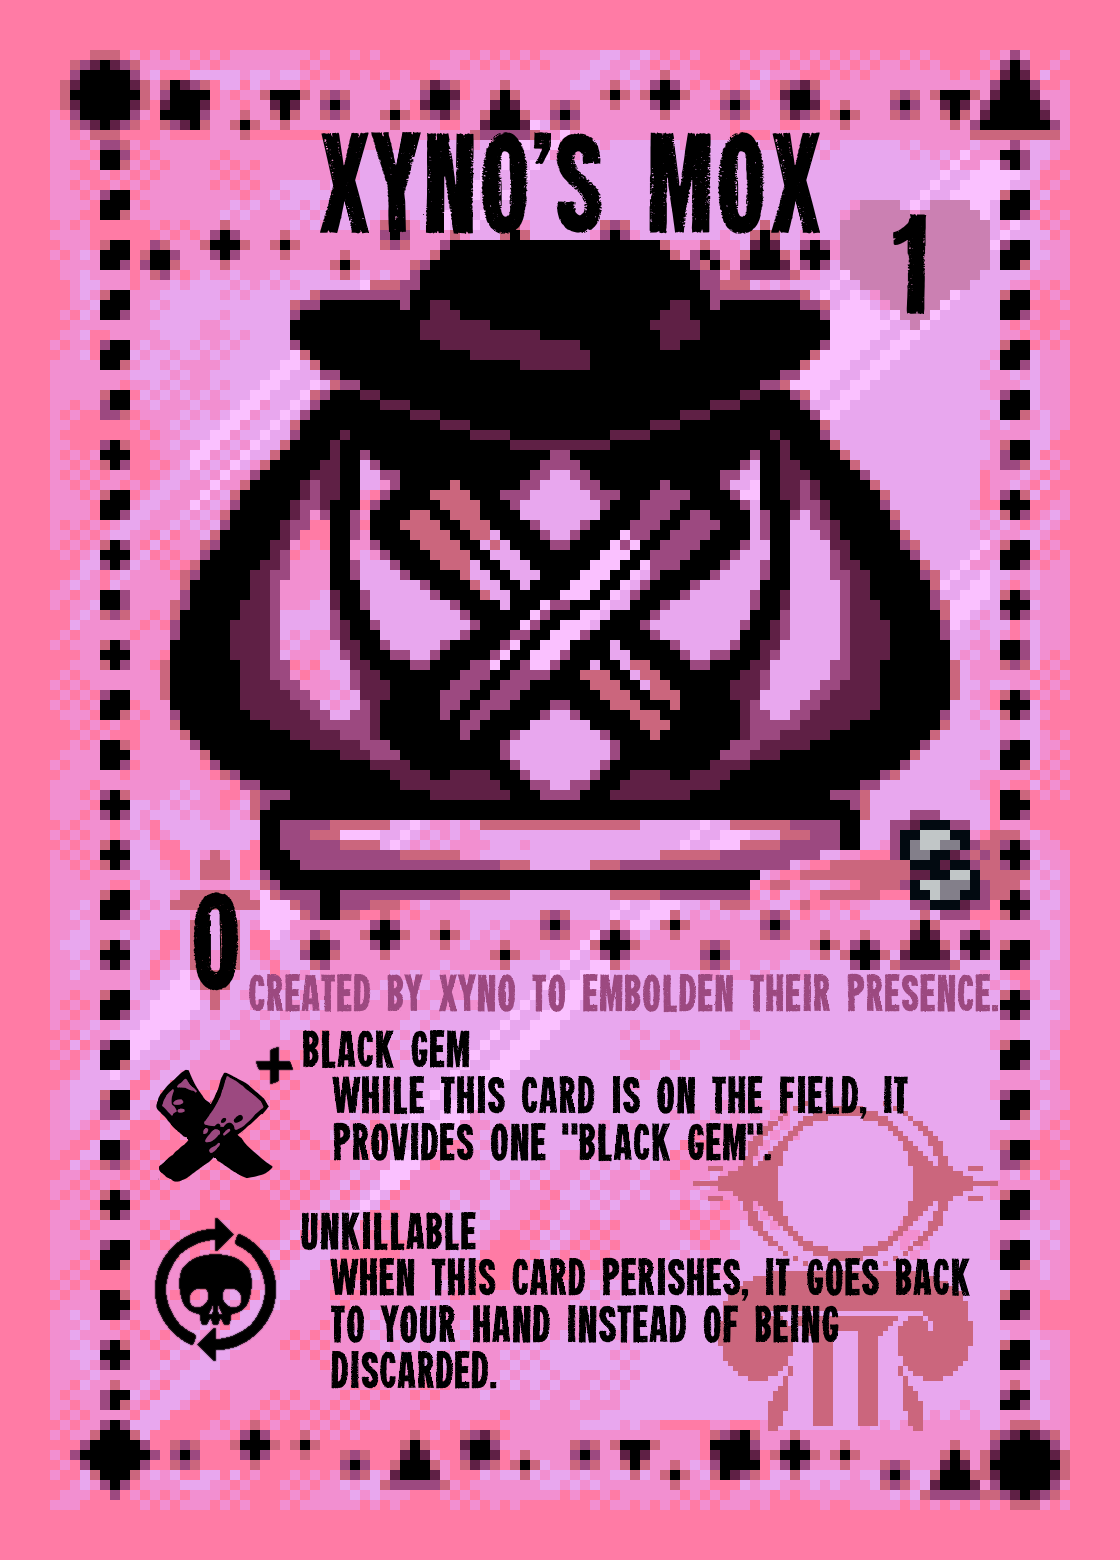 XYNO'S MOX
1
0
CREATED BY XYNO TO EMBOLDEN THEIR PRESENCE.
BLACK GEM
WHILE THIS CARD IS ON THE FIELD, IT
PROVIDES ONE "BLACK GEM".
UNKILLABLE
WHEN THIS CARD PERISHES, IT GOES BACK
TO YOUR HAND INSTEAD OF BEING
DISCARDED.